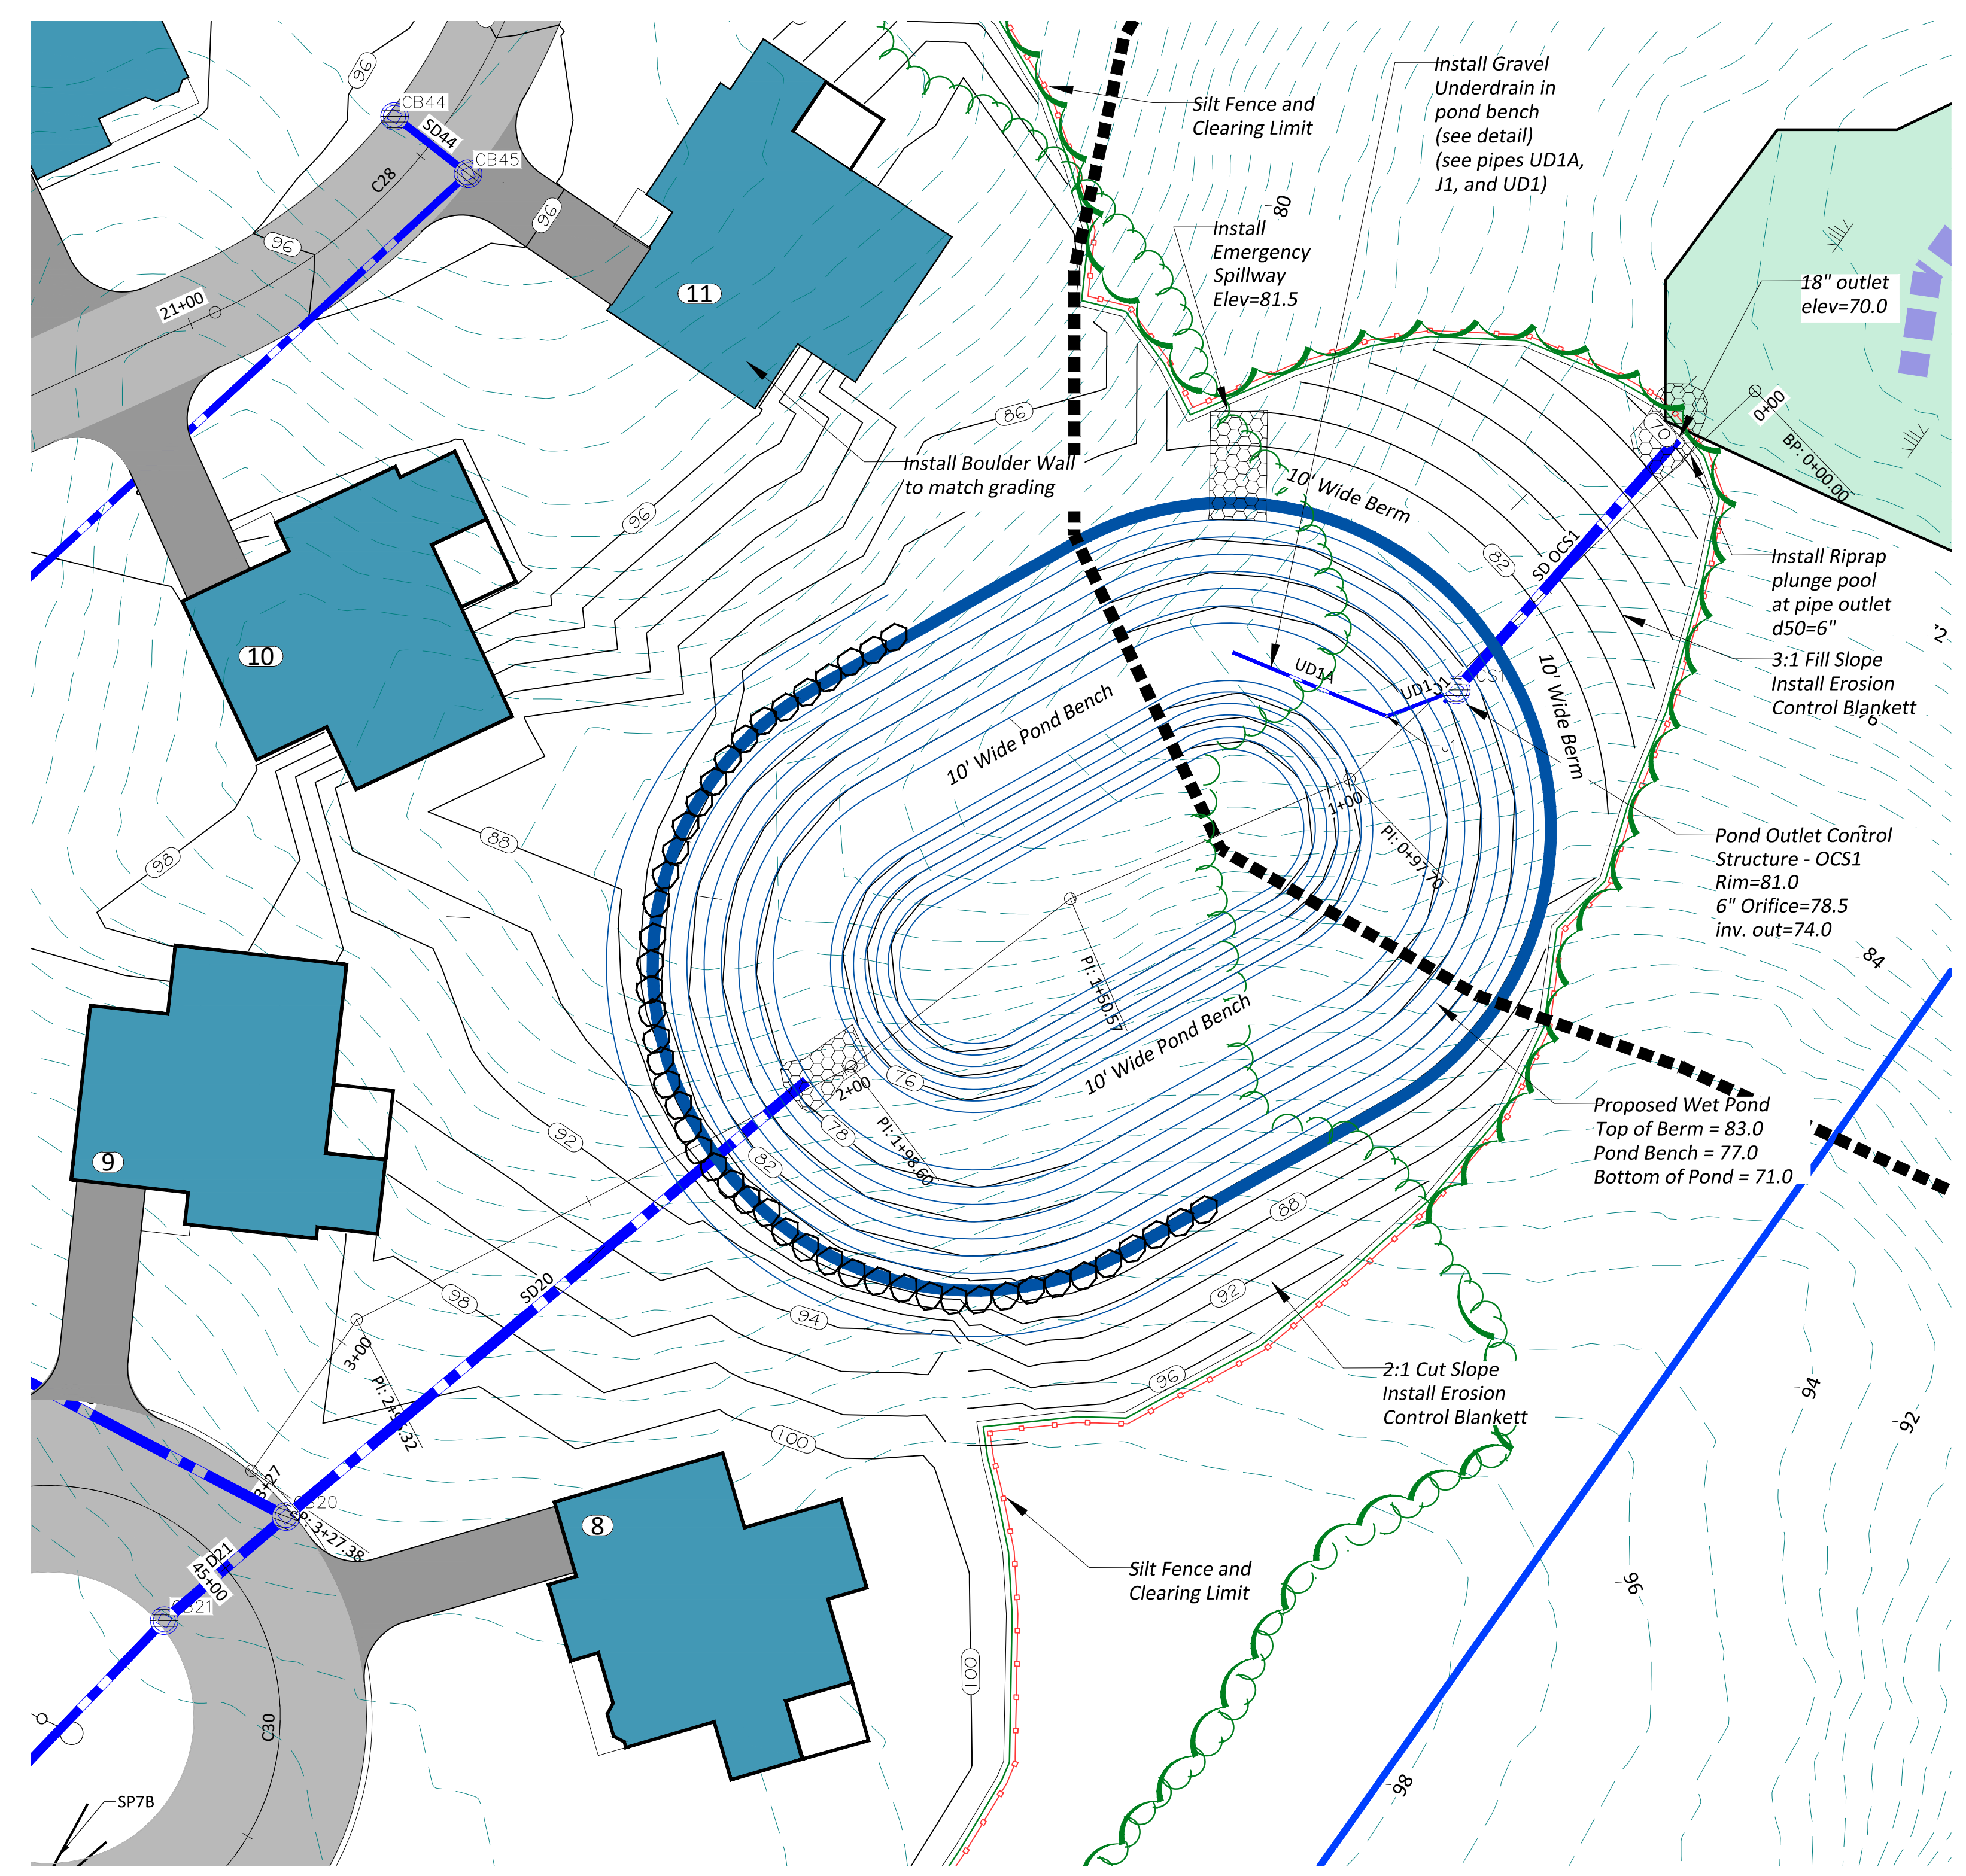 Install Gravel
Underdrain in
pond bench
(see detail)
(see pipes UD1A,
J1, and UD1)
Silt Fence and
Clearing Limit
96
CB44
SD44
CB45
C28
96
96
80
Install
Emergency
Spillway
Elev=81.5
21+00
11
18" outlet
elev=70.0
0+00
BP: 0+00.00
70
86
Install Boulder Wall
to match grading
10' Wide Berm
96
82
SD OCS1
Install Riprap
plunge pool
at pipe outlet
d50=6"
10
3:1 Fill Slope
Install Erosion
Control Blankett
UD1A
UD1
J1
10' Wide Berm
10' Wide Pond Bench
J1
1+00
PI: 0+97.70
88
98
Pond Outlet Control
Structure - OCS1
Rim=81.0
6" Orifice=78.5
inv. out=74.0
84
PI: 1+50.57
10' Wide Pond Bench
76
2+00
78
PI: 1+98.60
82
92
9
Proposed Wet Pond
Top of Berm = 83.0
Pond Bench = 77.0
Bottom of Pond = 71.0
88
SD20
98
94
92
3+00
96
2:1 Cut Slope
Install Erosion
Control Blankett
94
92
100
3+27
EP: 3+27.38
8
45+00
CB21
Silt Fence and
Clearing Limit
96
100
C30
98
SP7B